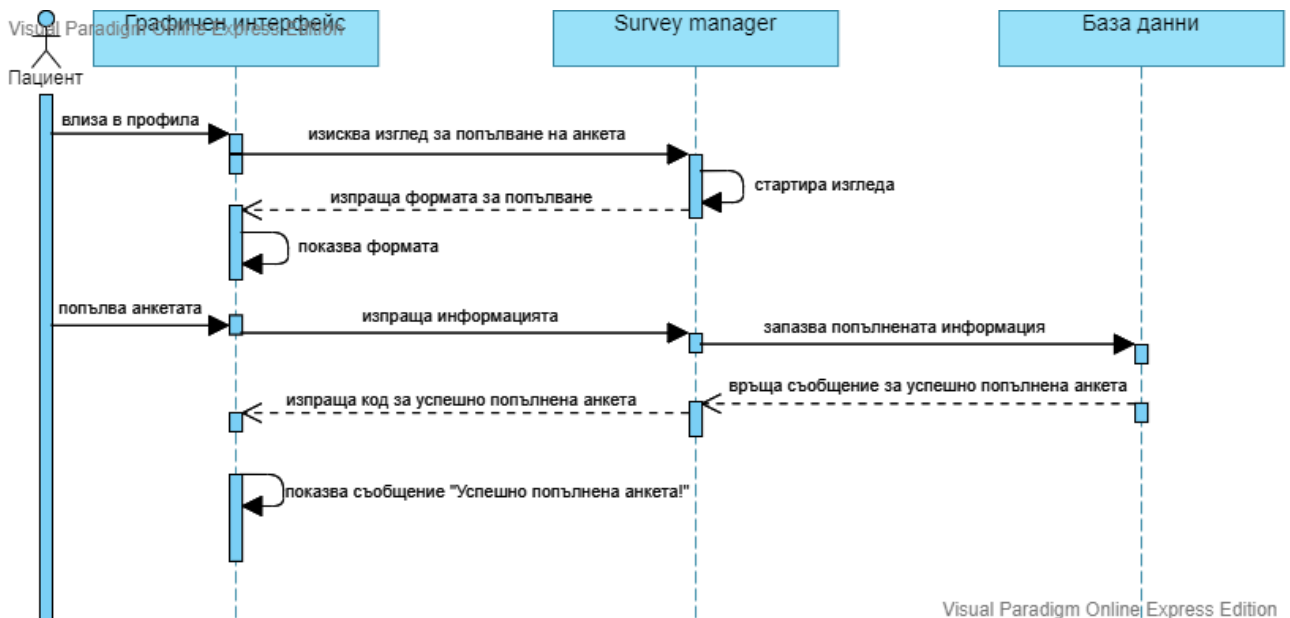 Visual Paradigm Online Express Edition
Графичен интерфейс
Survey manager
База данни
Пациент
влиза в профила
изисква изглед за попълване на анкета
стартира изгледа
изпраща формата за попълване
показва формата
попълва анкетата
изпраща информацията
запазва попълнената информация
връща съобщение за успешно попълнена анкета
изпраща код за успешно попълнена анкета
показва съобщение "Успешно попълнена анкета!"
Visual Paradigm Online Express Edition